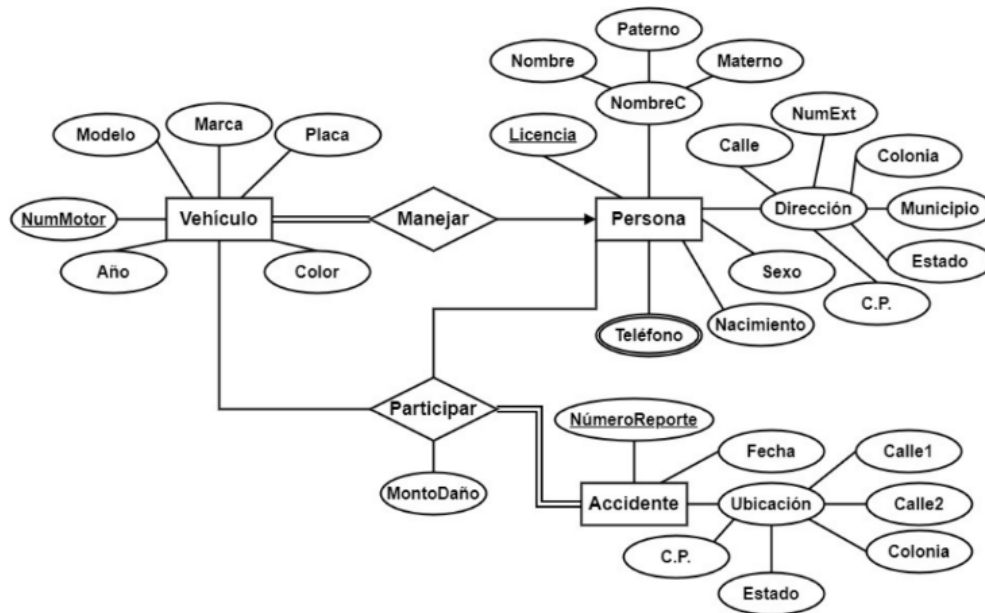 Paterno
Nombre
Materno
NombreC
Licencia
NumExt
Calle
Colonia
Dirección
Municipio
Estado
C.P.
Sexo
Nacimiento
Teléfono
Persona
Modelo
Marca
Placa
NumMotor
Vehículo
Año
Color
Manejar
Participar
MontoDaño
NúmeroReporte
Fecha
Accidente
Ubicación
Calle1
Calle2
Colonia
C.P.
Estado